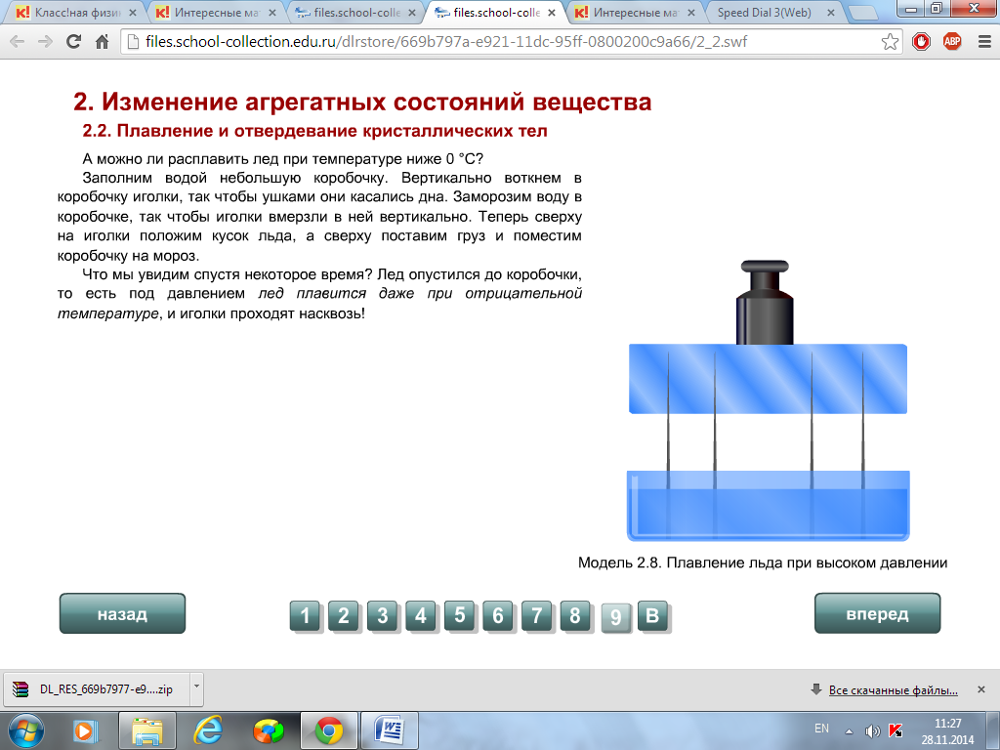 Класс!ная физи
Интересные ма
files.school-colle
files.school-colle
Интересные ма
Speed Dial 3(Web)
files.school-collection.edu.ru/dlrstore/669b797a-e921-11dc-95ff-0800200c9a66/2_2.swf
ABP
2. Изменение агрегатных состояний вещества
2.2. Плавление и отвердевание кристаллических тел
А можно ли расплавить лед при температуре ниже 0 °C?
Заполним водой небольшую коробочку. Вертикально воткнем в
коробочку иголки, так чтобы ушками они касались дна. Заморозим воду в
коробочке, так чтобы иголки вмерзли в ней вертикально. Теперь сверху
на иголки положим кусок льда, а сверху поставим груз и поместим
коробочку на мороз.
Что мы увидим спустя некоторое время? Лед опустился до коробочки,
то есть под давлением лед плавится даже при отрицательной
температуре, и иголки проходят насквозь!
Модель 2.8. Плавление льда при высоком давлении
назад
1 2 3 4 5 6 7 8 9 В
вперед
DL_RES_669b7977-e9....zip
Все скачанные файлы...
EN
11:27
28.11.2014